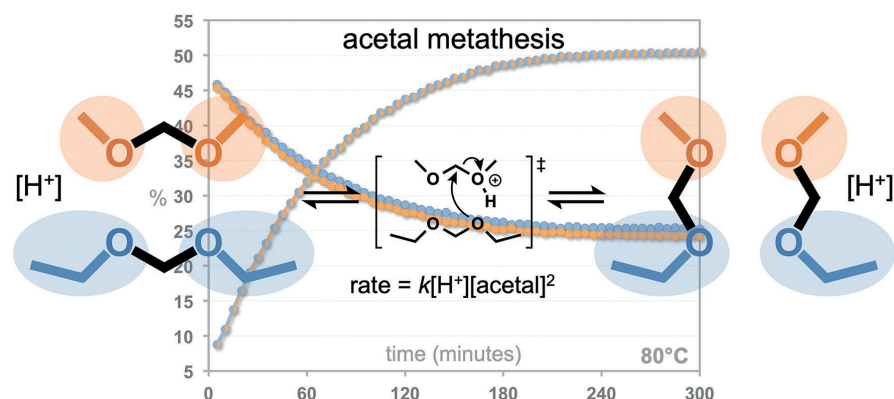 acetal metathesis
55
50
45
40
35
30
25
20
15
10
5
%
0 60 120 180 240 300
time (minutes)
80°C
[H⁺]
O O
O O
O O ⊕
H
O O
‡
rate = k[H⁺][acetal]²
O O
O O
[H⁺]